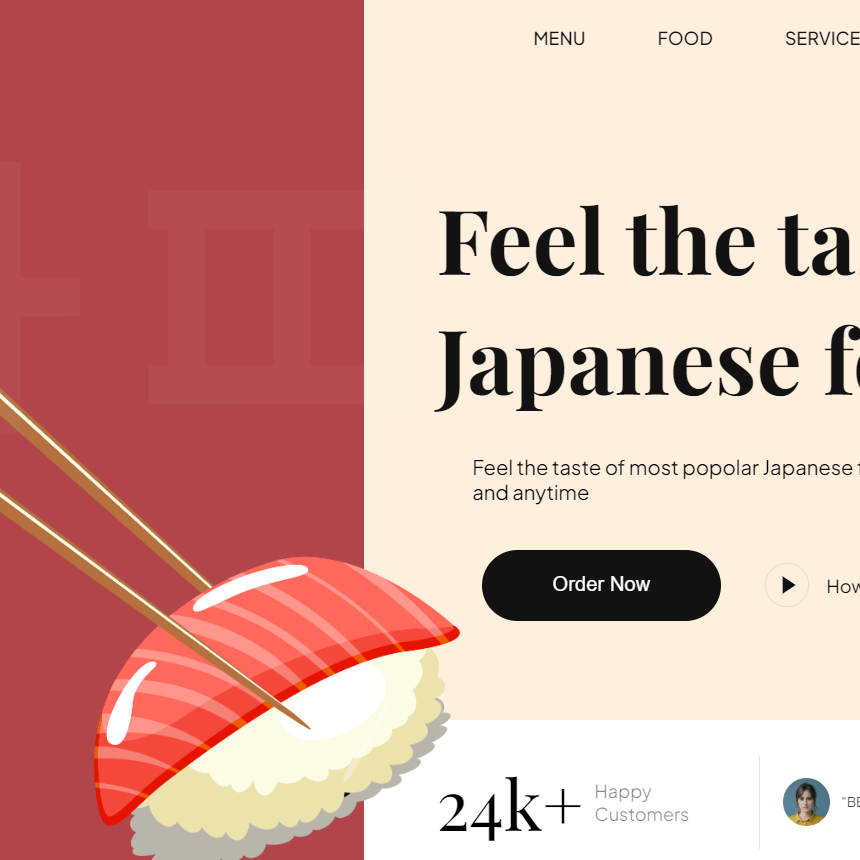 MENU FOOD SERVICE
Feel the ta
Japanese
Feel the taste of most popolar Japanese
and anytime
Order Now
How
24k+
Happy
Customers
"BE